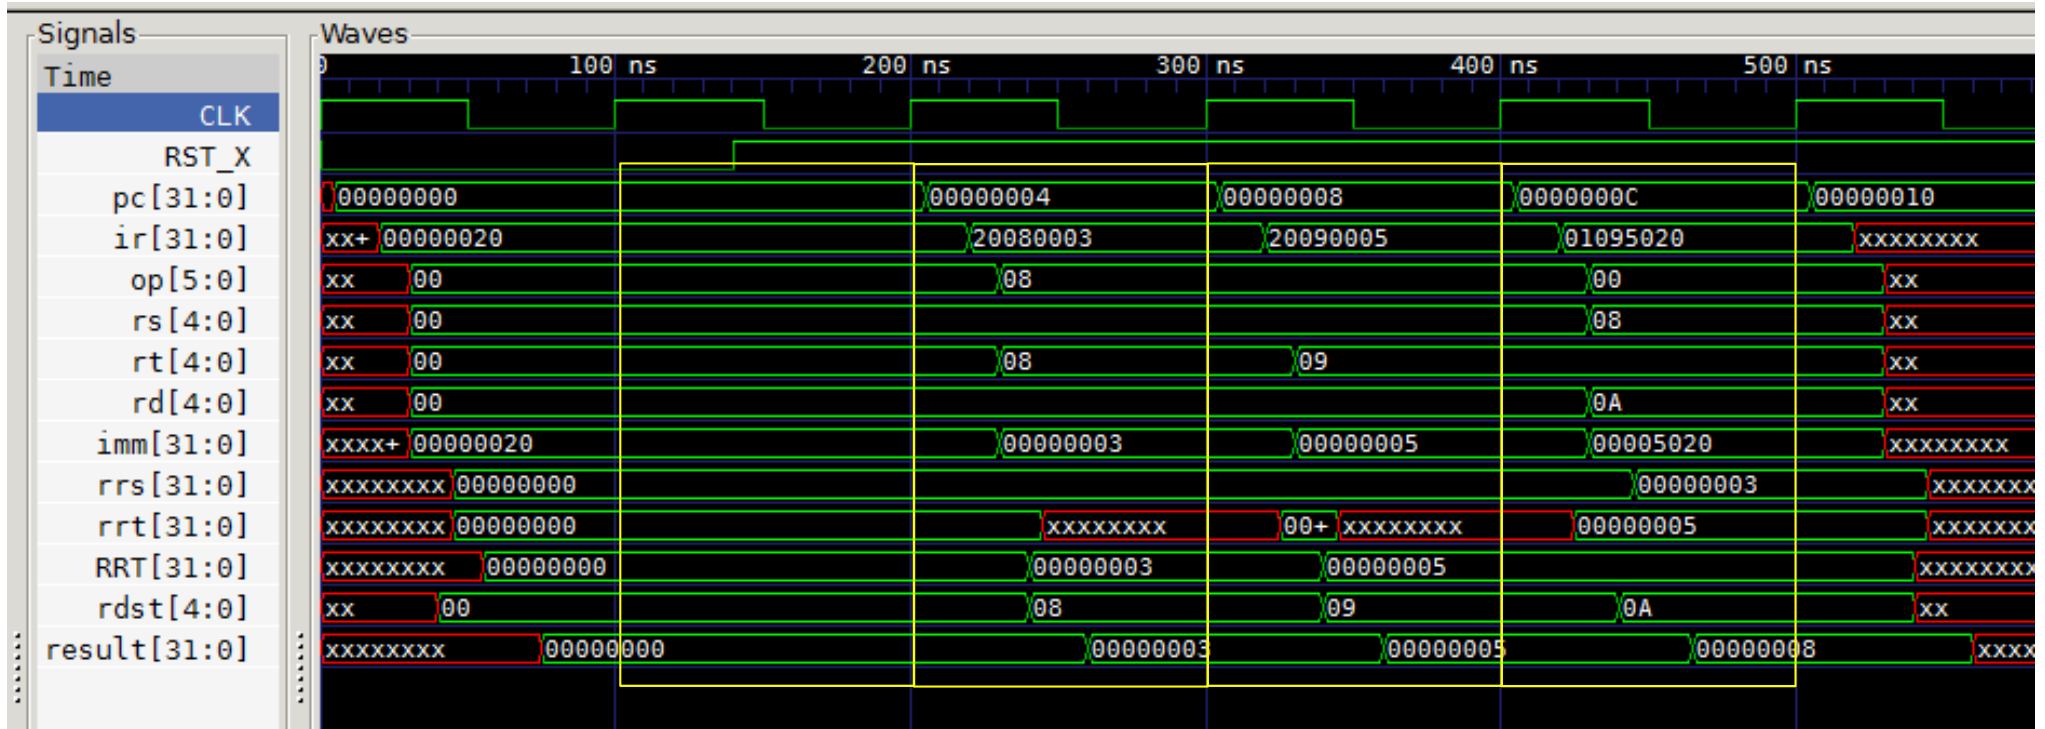 Signals Waves
Time 0 100 ns 200 ns 300 ns 400 ns 500 ns
CLK
RST_X
pc[31:0] 00000000 00000004 00000008 0000000C 00000010
ir[31:0] xx+ 00000020 20080003 20090005 01095020 xxxxxxxx
op[5:0] xx 00 08 00 xx
rs[4:0] xx 00 08 xx
rt[4:0] xx 00 08 09 xx
rd[4:0] xx 00 0A xx
imm[31:0] xxxx+ 00000020 00000003 00000005 00005020 xxxxxxxx
rrs[31:0] xxxxxxxx 00000000 00000003 xxxxxxx
rrt[31:0] xxxxxxxx 00000000 xxxxxxxx 00+ xxxxxxxx 00000005 xxxxxxx
RRT[31:0] xxxxxxxx 00000000 00000003 00000005 xxxxxxxx
rdst[4:0] xx 00 08 09 0A xx
result[31:0] xxxxxxxx 00000000 00000003 00000005 00000008 xxxx